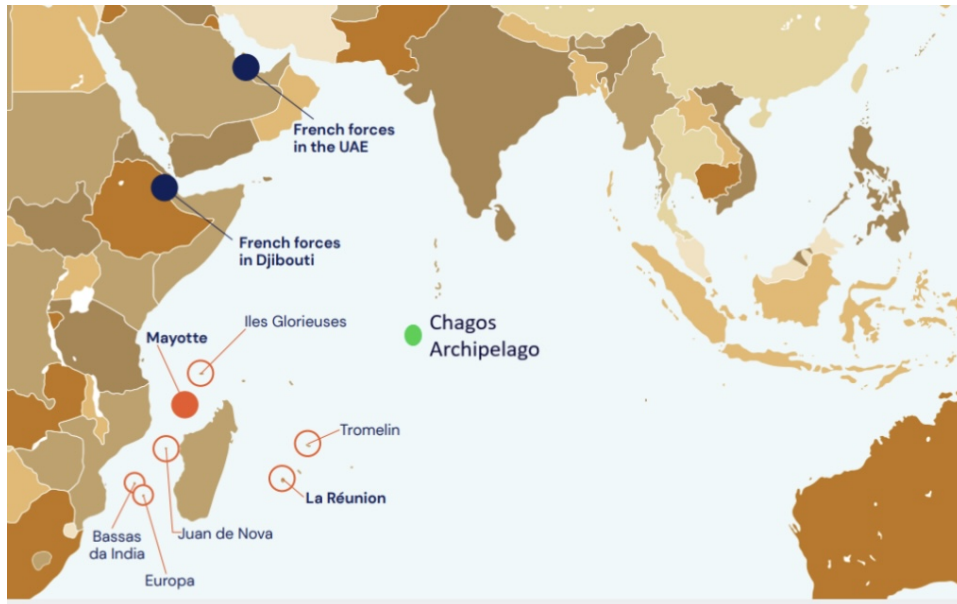 French forces
in the UAE
French forces
in Djibouti
Iles Glorieuses
Mayotte
Chagos
Archipelago
Tromelin
La Réunion
Juan de Nova
Bassas
da India
Europa